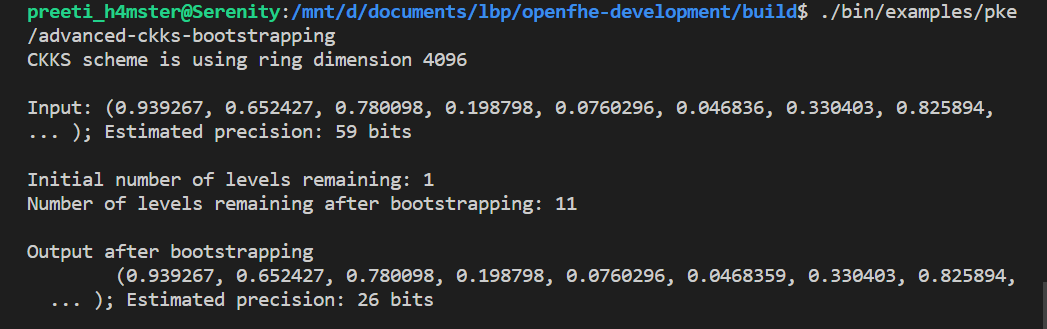 preeti_h4mster@Serenity:/mnt/d/documents/lbp/openfhe-development/build$ ./bin/examples/pke
/advanced-ckks-bootstrapping
CKKS scheme is using ring dimension 4096
Input: (0.939267, 0.652427, 0.780098, 0.198798, 0.0760296, 0.046836, 0.330403, 0.825894,
... ); Estimated precision: 59 bits
Initial number of levels remaining: 1
Number of levels remaining after bootstrapping: 11
Output after bootstrapping
(0.939267, 0.652427, 0.780098, 0.198798, 0.0760296, 0.0468359, 0.330403, 0.825894,
... ); Estimated precision: 26 bits